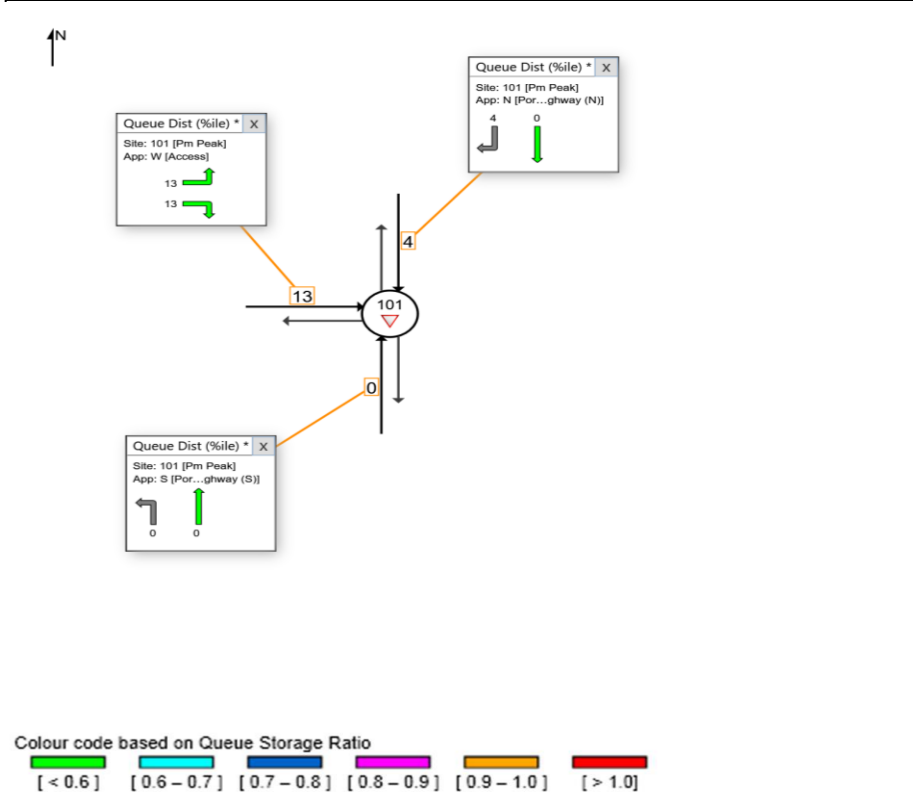 N
Queue Dist (%ile) * X
Site: 101 [Pm Peak]
App: N [Por...ghway (N)]
4 0
Queue Dist (%ile) * X
Site: 101 [Pm Peak]
App: W [Access]
13
13
4
13
101
0
Queue Dist (%ile) * X
Site: 101 [Pm Peak]
App: S [Por...ghway (S)]
0 0
Colour code based on Queue Storage Ratio
[ < 0.6 ] [ 0.6 – 0.7 ] [ 0.7 – 0.8 ] [ 0.8 – 0.9 ] [ 0.9 – 1.0 ] [ > 1.0]